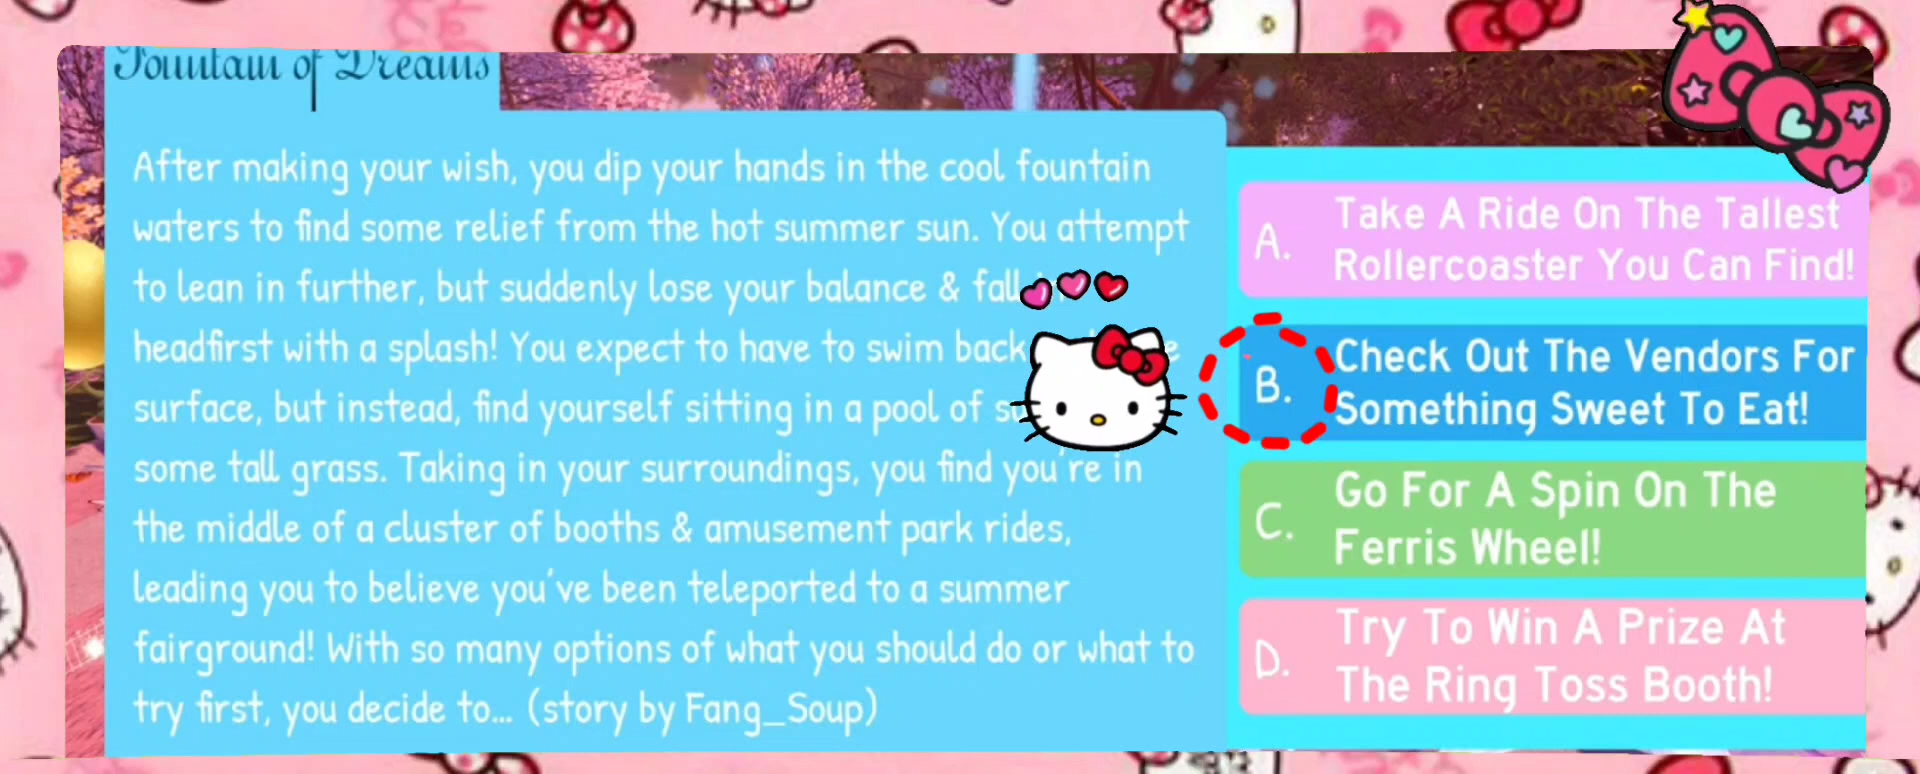 Fountain of Dreams
After making your wish, you dip your hands in the cool fountain
waters to find some relief from the hot summer sun. You attempt
to lean in further, but suddenly lose your balance & fall
headfirst with a splash! You expect to have to swim back
surface, but instead, find yourself sitting in a pool of
some tall grass. Taking in your surroundings, you find you're in
the middle of a cluster of booths & amusement park rides,
leading you to believe you've been teleported to a summer
fairground! With so many options of what you should do or what to
try first, you decide to... (story by Fang_Soup)
A. Take A Ride On The Tallest
Rollercoaster You Can Find!
B. Check Out The Vendors For
Something Sweet To Eat!
C. Go For A Spin On The
Ferris Wheel!
D. Try To Win A Prize At
The Ring Toss Booth!